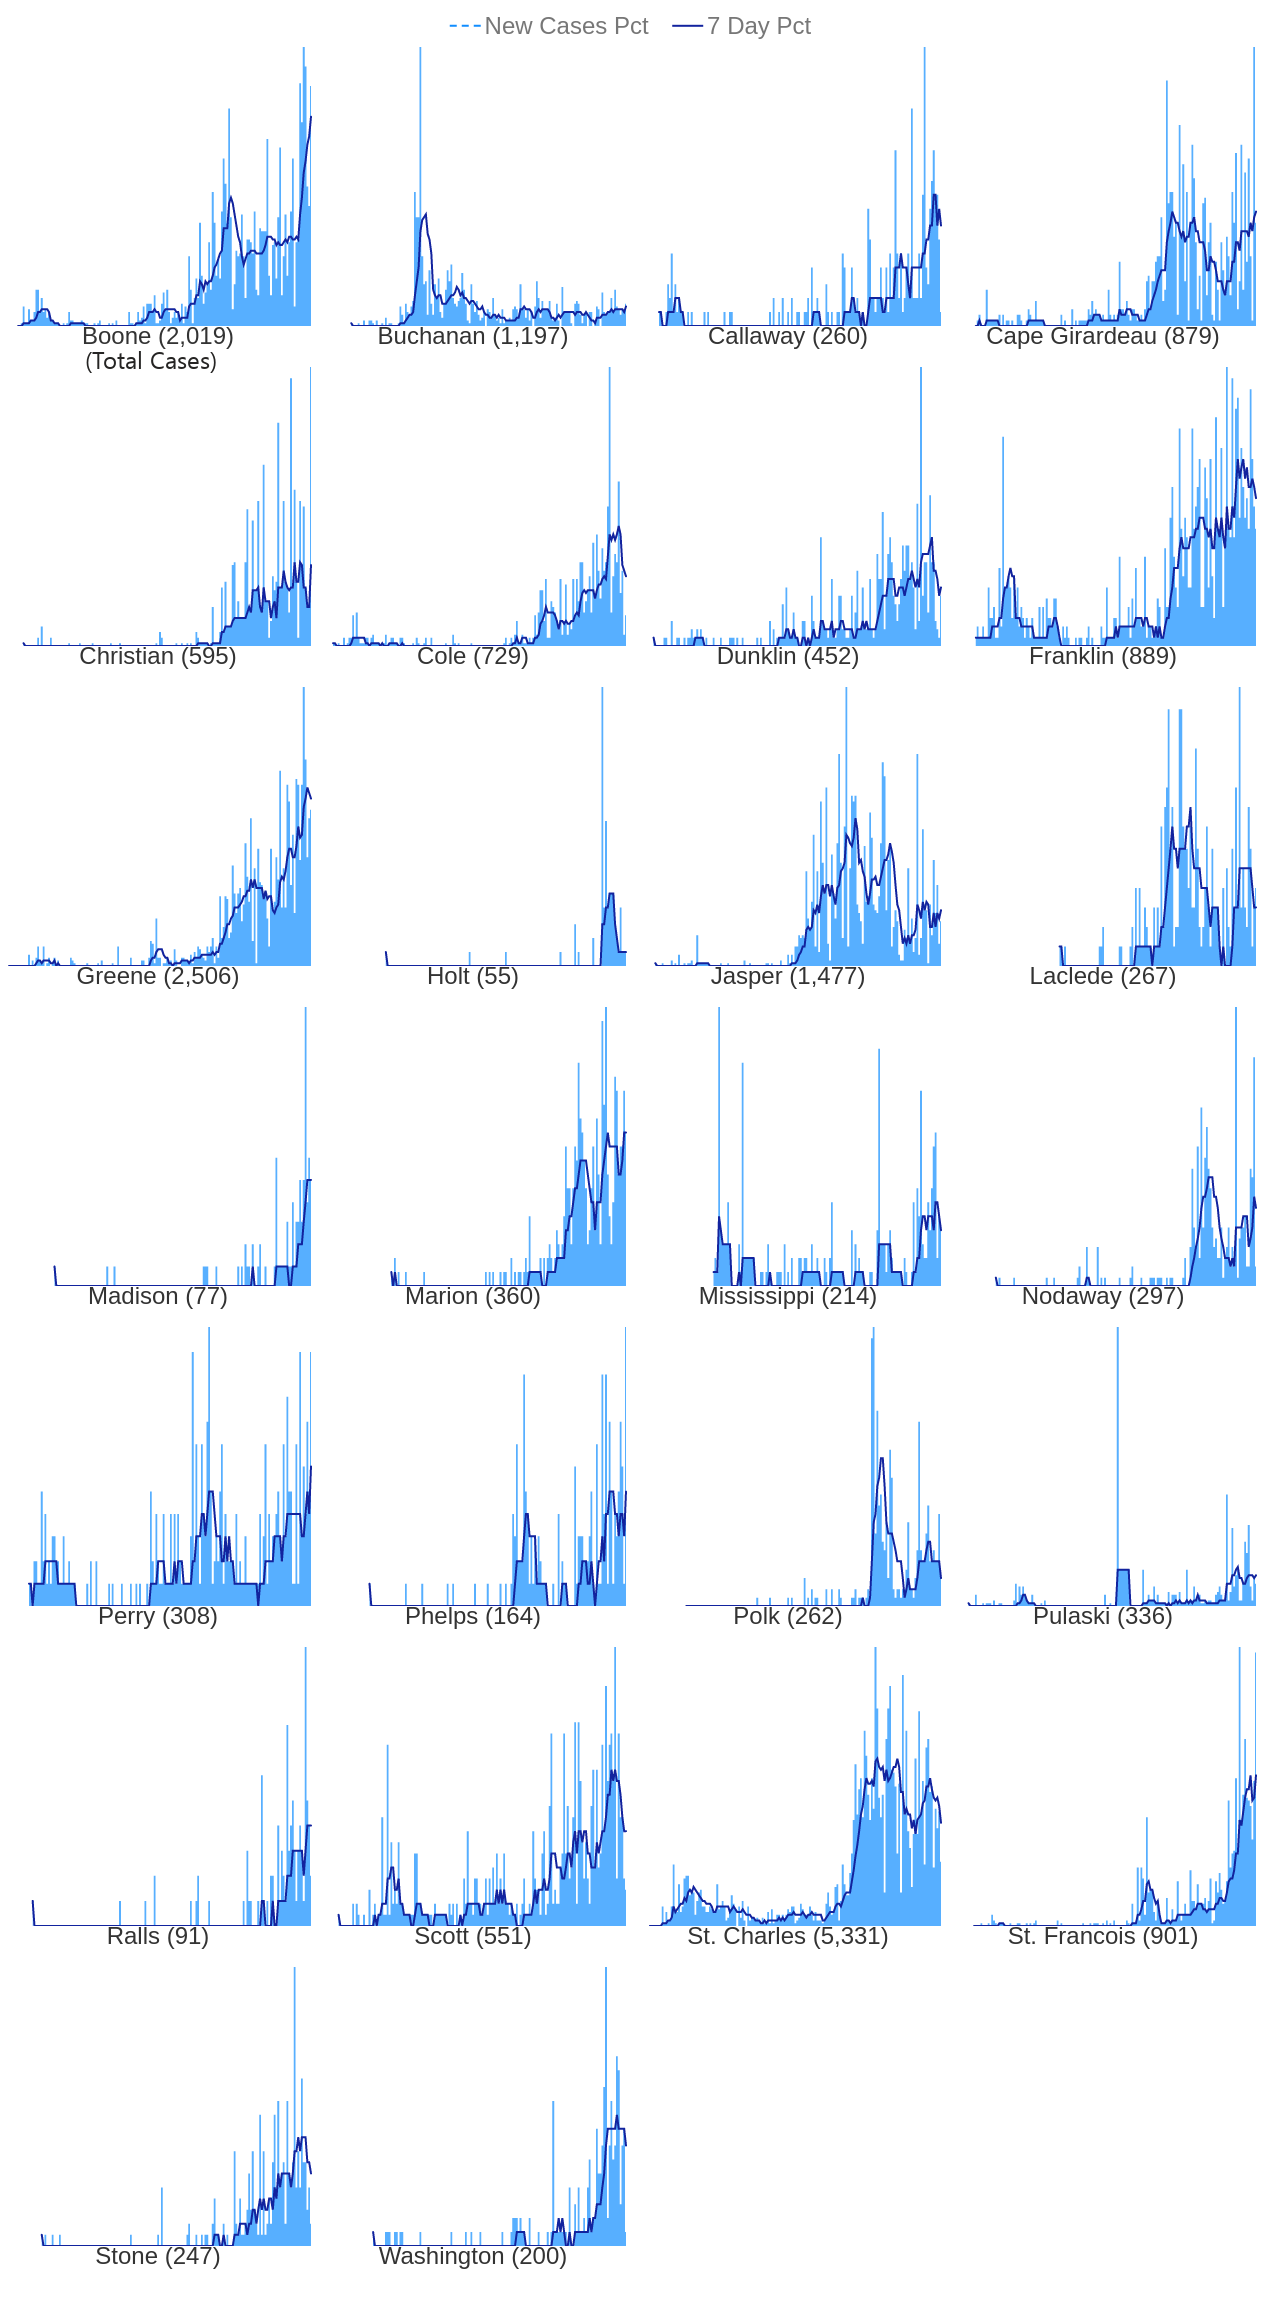 New Cases Pct 7 Day Pct
Boone (2,019) Buchanan (1,197) Callaway (260) Cape Girardeau (879)
(Total Cases)
Christian (595) Cole (729) Dunklin (452) Franklin (889)
Greene (2,506) Holt (55) Jasper (1,477) Laclede (267)
Madison (77) Marion (360) Mississippi (214) Nodaway (297)
Perry (308) Phelps (164) Polk (262) Pulaski (336)
Ralls (91) Scott (551) St. Charles (5,331) St. Francois (901)
Stone (247) Washington (200)